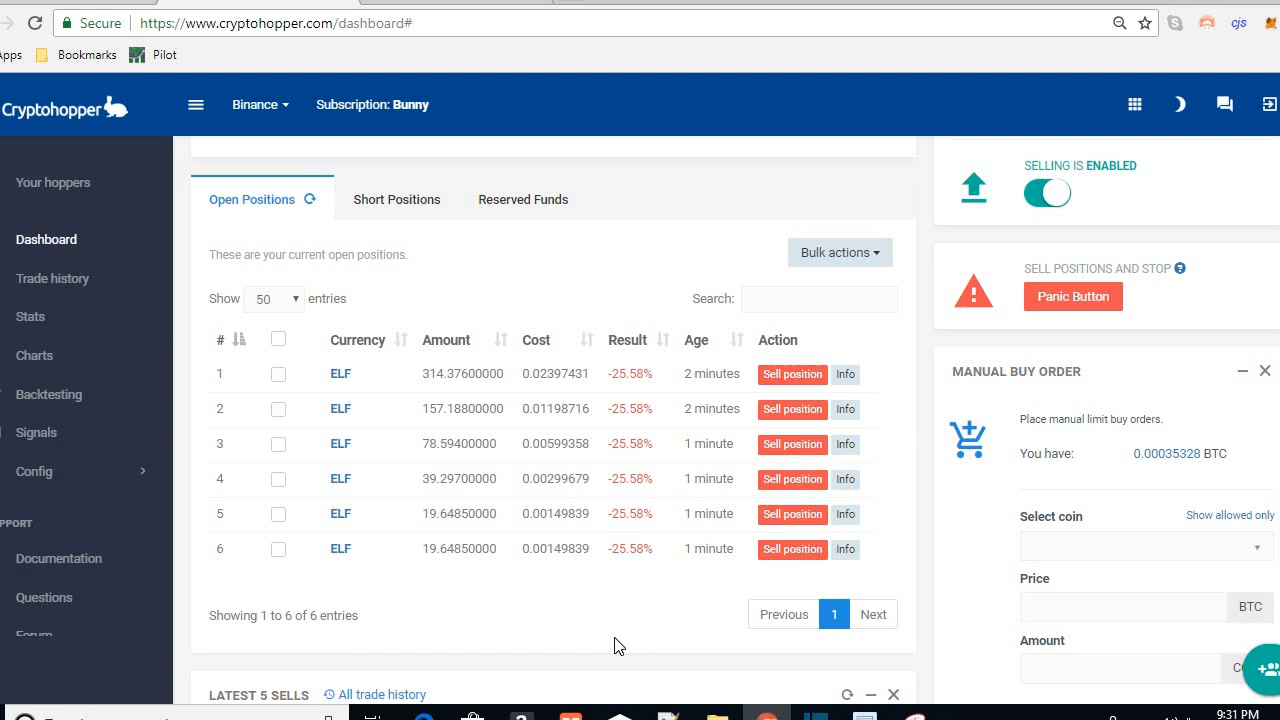 Secure https://www.cryptohopper.com/dashboard#
cjs
Apps Bookmarks Pilot
Cryptohopper Binance Subscription: Bunny
Your hoppers
Dashboard
Trade history
Stats
Charts
Backtesting
Signals
Config
PPORT
Documentation
Questions
Forum
Open Positions Short Positions Reserved Funds
These are your current open positions. Bulk actions
Show 50 entries Search:
# Currency Amount Cost Result Age Action
1 ELF 314.37600000 0.02397431 -25.58% 2 minutes Sell position Info
2 ELF 157.18800000 0.01198716 -25.58% 2 minutes Sell position Info
3 ELF 78.59400000 0.00599358 -25.58% 1 minute Sell position Info
4 ELF 39.29700000 0.00299679 -25.58% 1 minute Sell position Info
5 ELF 19.64850000 0.00149839 -25.58% 1 minute Sell position Info
6 ELF 19.64850000 0.00149839 -25.58% 1 minute Sell position Info
Showing 1 to 6 of 6 entries Previous 1 Next
LATEST 5 SELLS All trade history
SELLING IS ENABLED
SELL POSITIONS AND STOP ?
Panic Button
MANUAL BUY ORDER
Place manual limit buy orders.
You have: 0.00035328 BTC
Select coin Show allowed only
Price
BTC
Amount
9:31 PM